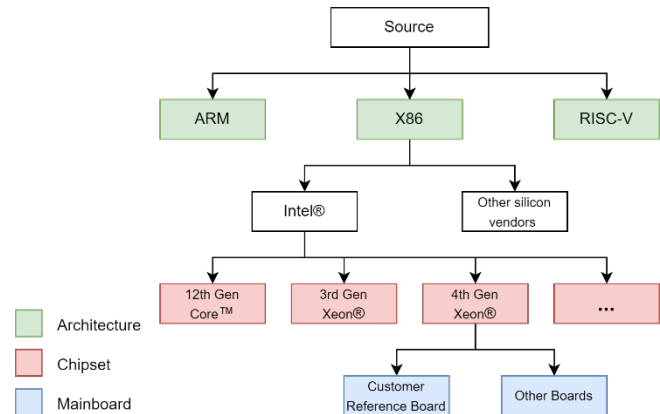 Source
ARM
X86
RISC-V
Intel®
Other silicon
vendors
12th Gen
Core™
3rd Gen
Xeon®
4th Gen
Xeon®
...
Architecture
Chipset
Mainboard
Customer
Reference Board
Other Boards